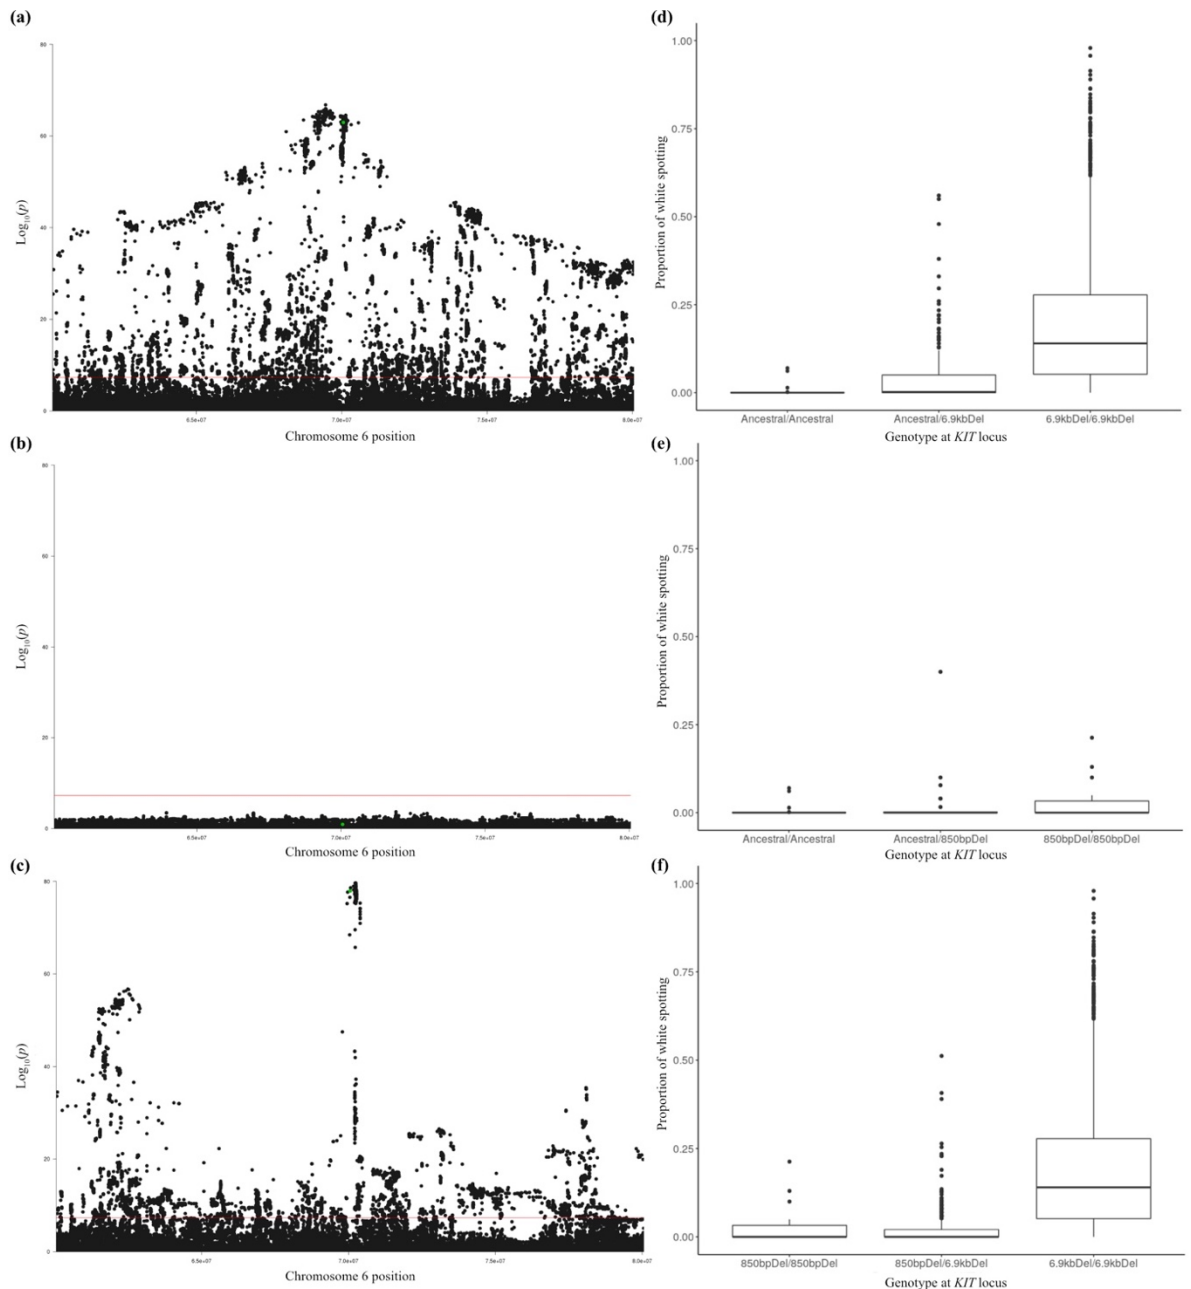 (a)
80
60
40
20
0
Log₁₀(p)
6.5e+07 7.0e+07 7.5e+07 8.0e+07
Chromosome 6 position
(d)
1.00
0.75
0.50
0.25
0.00
Proportion of white spotting
Ancestral/Ancestral Ancestral/6.9kbDel 6.9kbDel/6.9kbDel
Genotype at KIT locus
(b)
80
60
40
20
0
Log₁₀(p)
6.5e+07 7.0e+07 7.5e+07 8.0e+07
Chromosome 6 position
(e)
1.00
0.75
0.50
0.25
0.00
Proportion of white spotting
Ancestral/Ancestral Ancestral/850bpDel 850bpDel/850bpDel
Genotype at KIT locus
(c)
80
60
40
20
0
Log₁₀(p)
6.5e+07 7.0e+07 7.5e+07 8.0e+07
Chromosome 6 position
(f)
1.00
0.75
0.50
0.25
0.00
Proportion of white spotting
850bpDel/850bpDel 850bpDel/6.9kbDel 6.9kbDel/6.9kbDel
Genotype at KIT locus